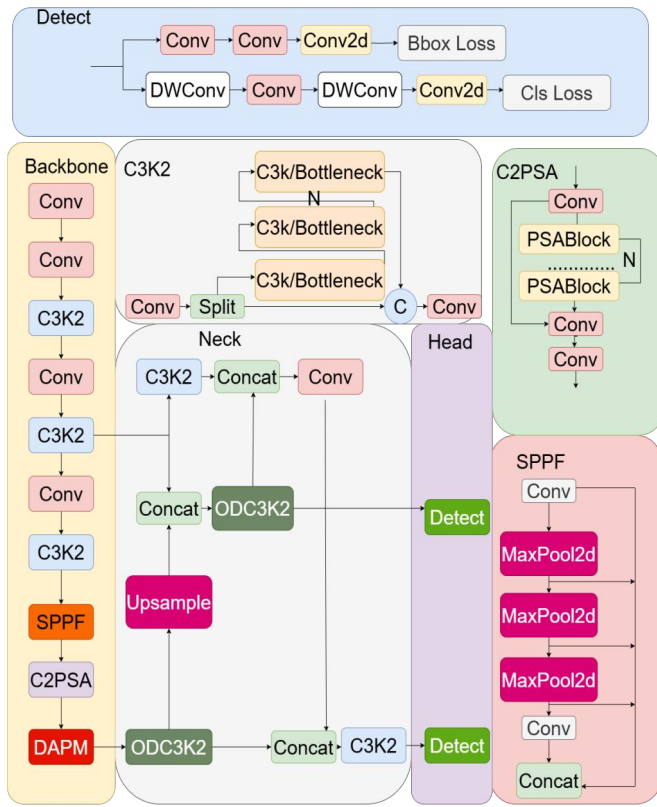 Detect
Conv
Conv
Conv2d
Bbox Loss
DWConv
Conv
DWConv
Conv2d
Cls Loss
Backbone
Conv
Conv
C3K2
Conv
C3K2
Conv
C3K2
SPPF
C2PSA
DAPM
C3K2
C3k/Bottleneck
N
C3k/Bottleneck
C3k/Bottleneck
Conv
Split
C
Conv
Neck
C3K2
Concat
Conv
Concat
ODC3K2
Upsample
ODC3K2
Concat
C3K2
Head
Detect
Detect
C2PSA
Conv
PSABlock
N
..............
PSABlock
Conv
Conv
SPPF
Conv
MaxPool2d
MaxPool2d
MaxPool2d
Conv
Concat